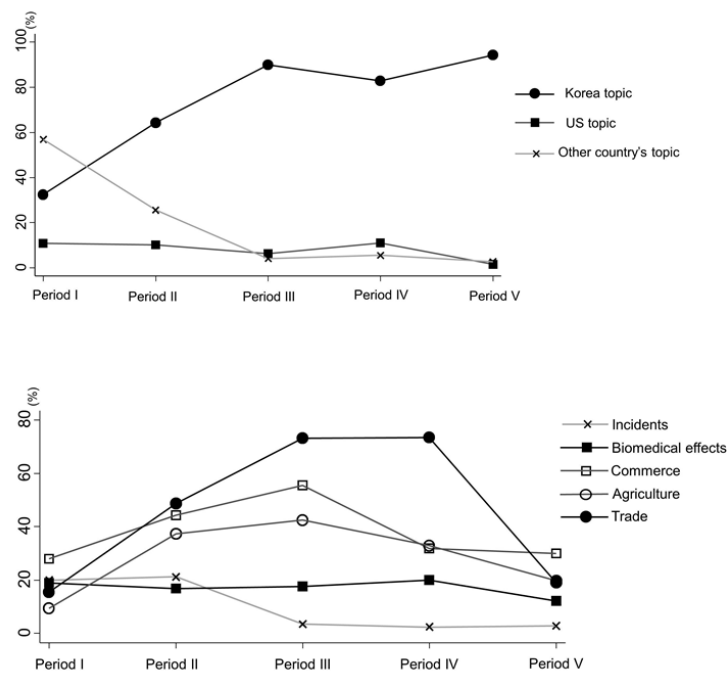 (%)
100
80
60
40
20
0
Period I Period II Period III Period IV Period V
Korea topic
US topic
Other country's topic
(%)
80
60
40
20
0
Period I Period II Period III Period IV Period V
Incidents
Biomedical effects
Commerce
Agriculture
Trade